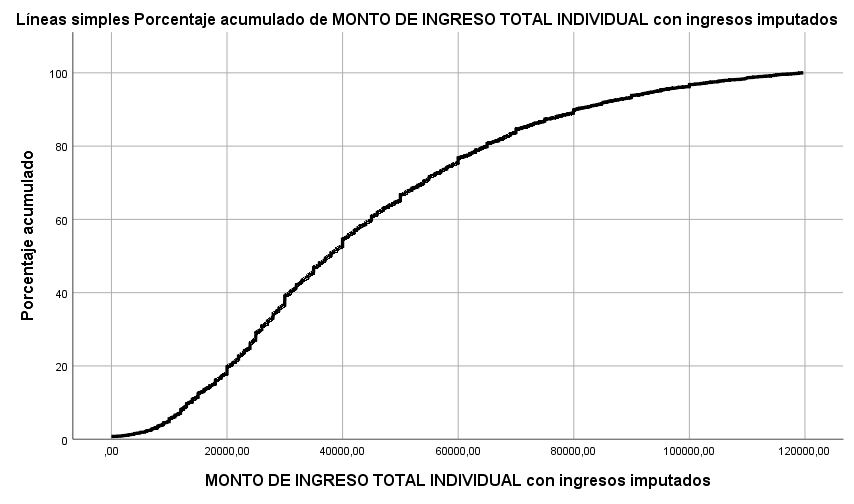 Líneas simples Porcentaje acumulado de MONTO DE INGRESO TOTAL INDIVIDUAL con ingresos imputados
100
80
60
40
20
0
Porcentaje acumulado
,00 20000,00 40000,00 60000,00 80000,00 100000,00 120000,00
MONTO DE INGRESO TOTAL INDIVIDUAL con ingresos imputados